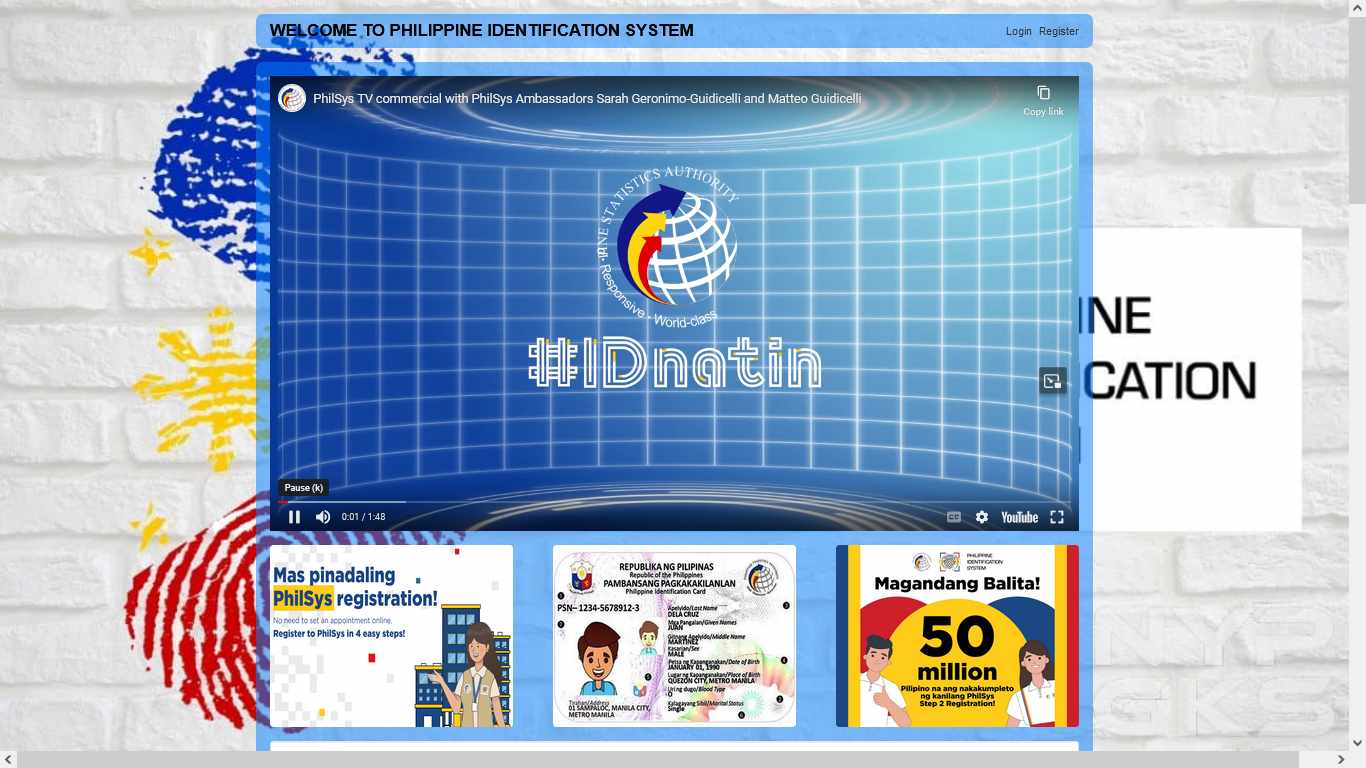 WELCOME TO PHILIPPINE IDENTIFICATION SYSTEM
Login Register
PhilSys TV commercial with PhilSys Ambassadors Sarah Geronimo-Guidicelli and Matteo Guidicelli
Copy link
STATISTICS AUTHORITY
Responsive • World-class
#IDnatin
INE
CATION
Pause (k)
0:01 / 1:48
CC
YouTube
Mas pinadaling
PhilSys registration!
No need to set an appointment online.
Register to PhilSys in 4 easy steps!
REPUBLIKA NG PILIPINAS
Republic of the Philippines
PAMBANSANG PAGKAKAKILANLAN
Philippine Identification Card
PSN– 1234-5678912-3
Apelyido/Last Name
DELA CRUZ
Mga Pangalan/Given Names
JUAN
Gitnang Apelyido/Middle Name
MARTINEZ
Kasarian/Sex
MALE
Petsa ng Kapanganakan/Date of Birth
JANUARY 01, 1990
Lugar ng Kapanganakan/Place of Birth
QUEZON CITY, METRO MANILA
Uri ng dugo/Blood Type
O
Kalagayang Sibil/Marital Status
Single
Tirahan/Address
01 SAMPALOC, MANILA CITY,
METRO MANILA
PHILIPPINE
IDENTIFICATION
SYSTEM
Magandang Balita!
50
million
Pilipino na ang nakakumpleto
ng kanilang PhilSys
Step 2 Registration!